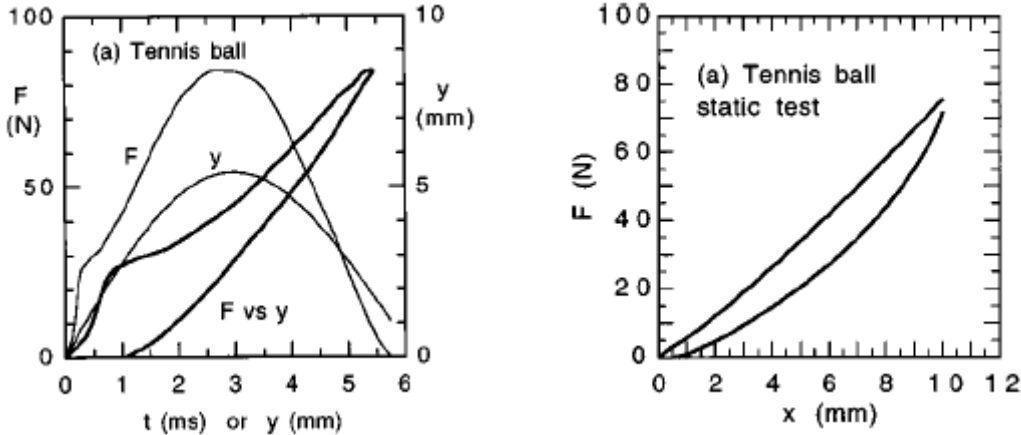 100
10
(a) Tennis ball
F
(N)
y
(mm)
F
y
50
5
F vs y
0
0
0 1 2 3 4 5 6
t (ms) or y (mm)
100
(a) Tennis ball
static test
80
60
F (N)
40
20
0
0 2 4 6 8 10 12
x (mm)